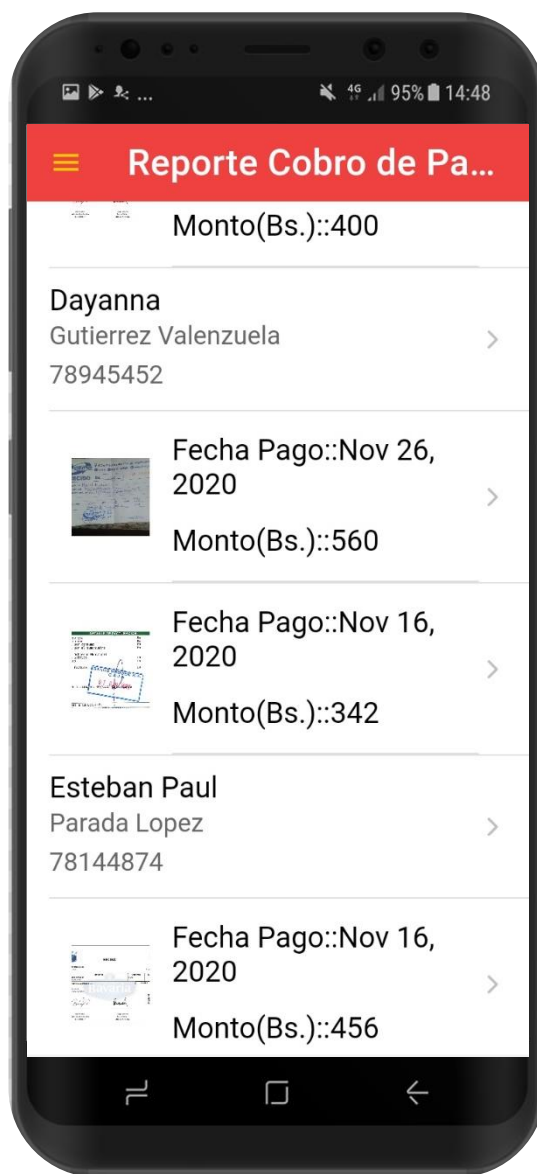 ... 4G 95% 14:48
Reporte Cobro de Pa...
Monto(Bs.)::400
Dayanna
Gutierrez Valenzuela
78945452
Fecha Pago::Nov 26,
2020
Monto(Bs.)::560
Fecha Pago::Nov 16,
2020
Monto(Bs.)::342
Esteban Paul
Parada Lopez
78144874
Fecha Pago::Nov 16,
2020
Monto(Bs.)::456